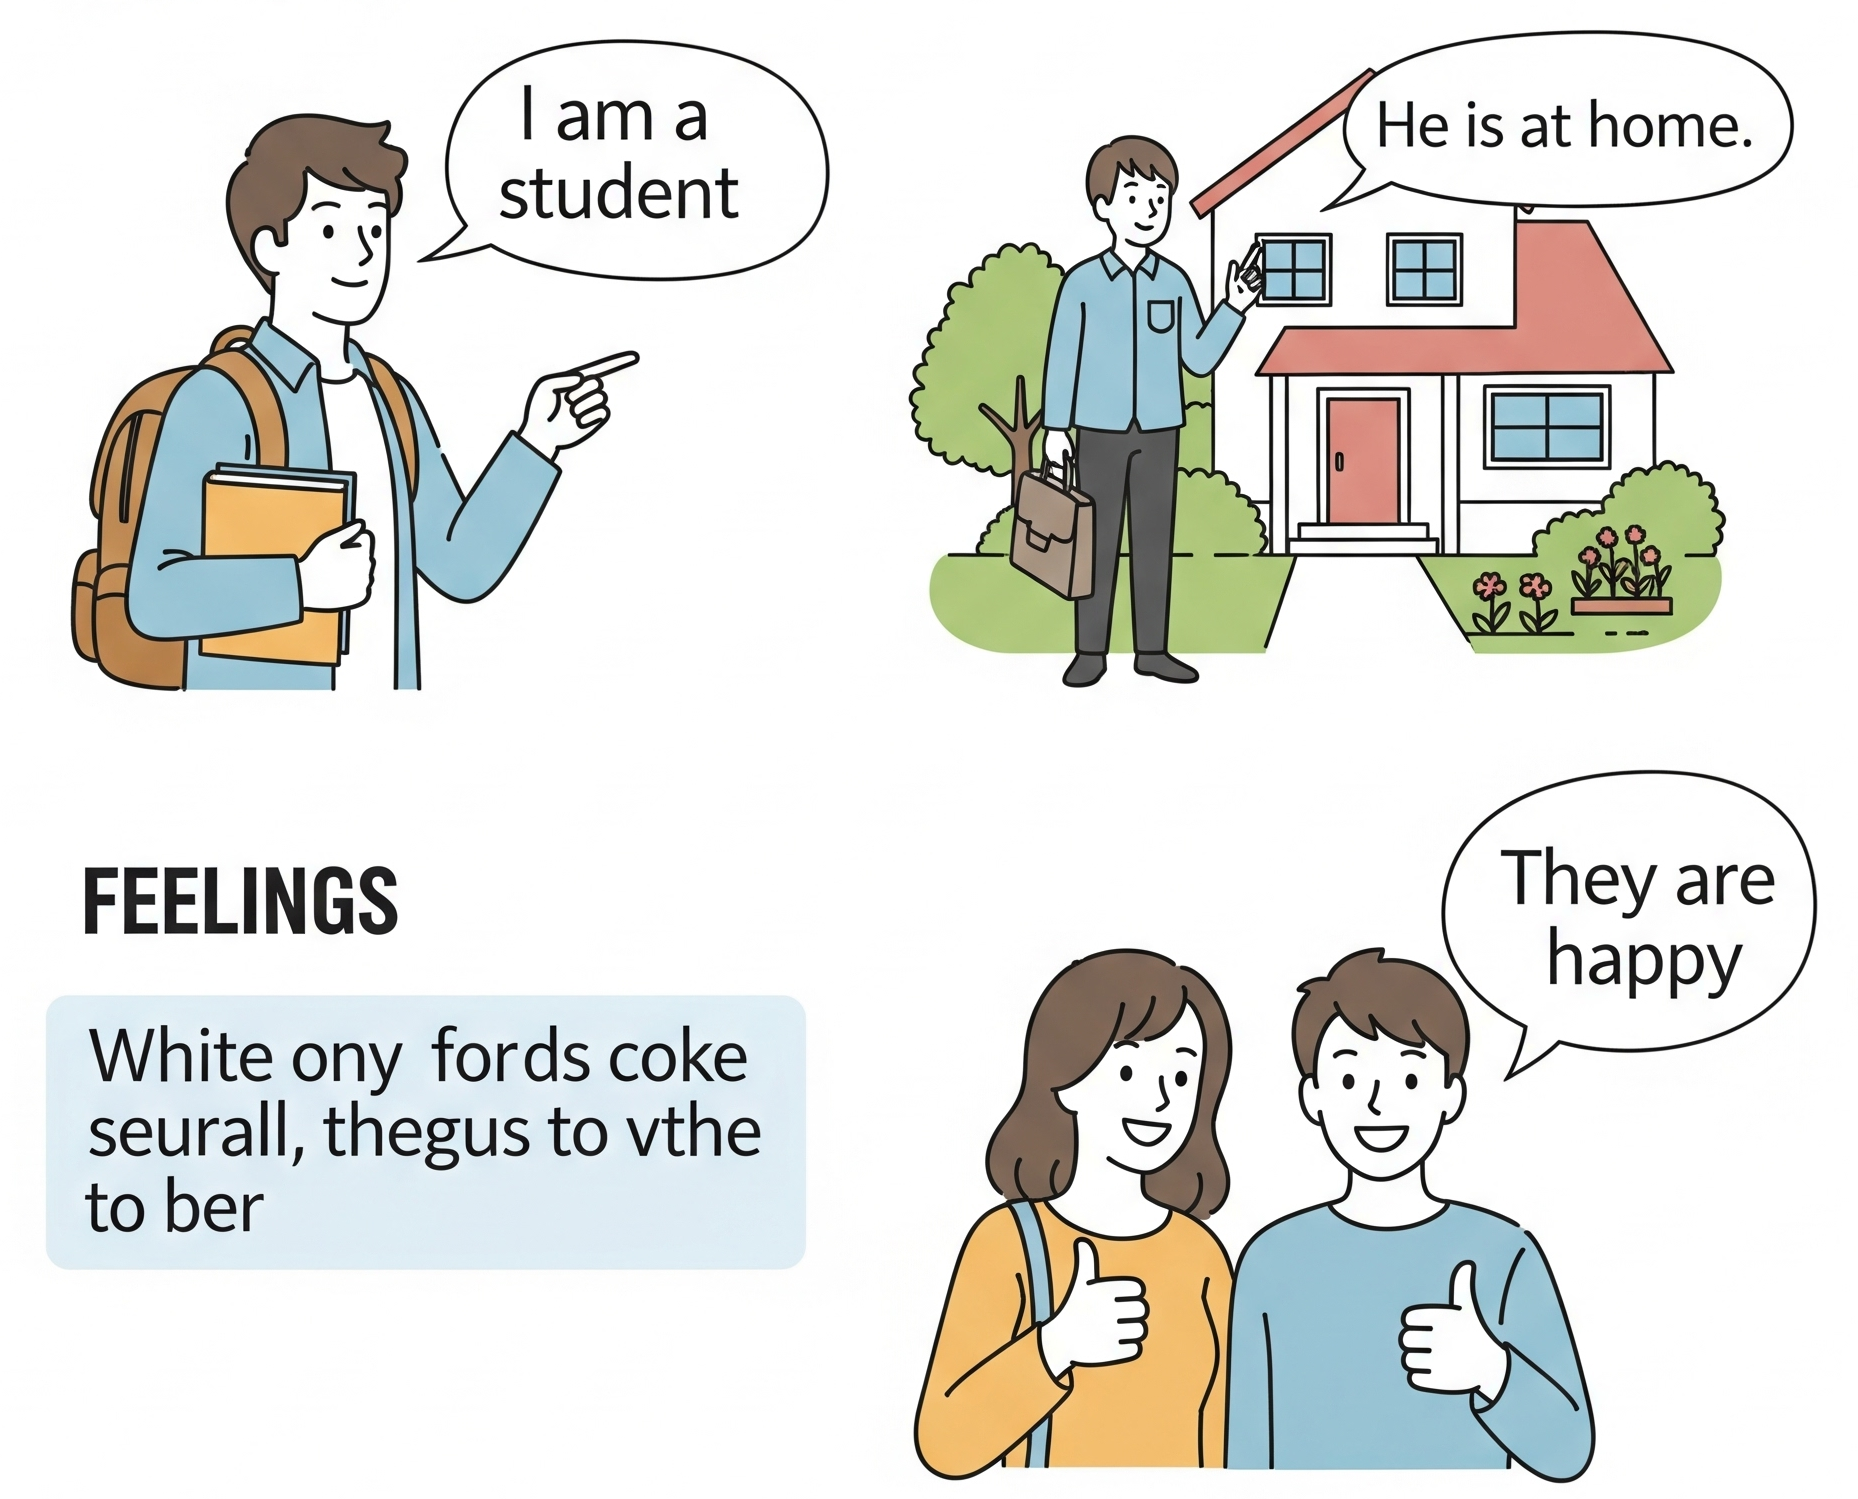 I am a
student
He is at home.
FEELINGS
White ony fords coke
seurall, thegus to vthe
to ber
They are
happy